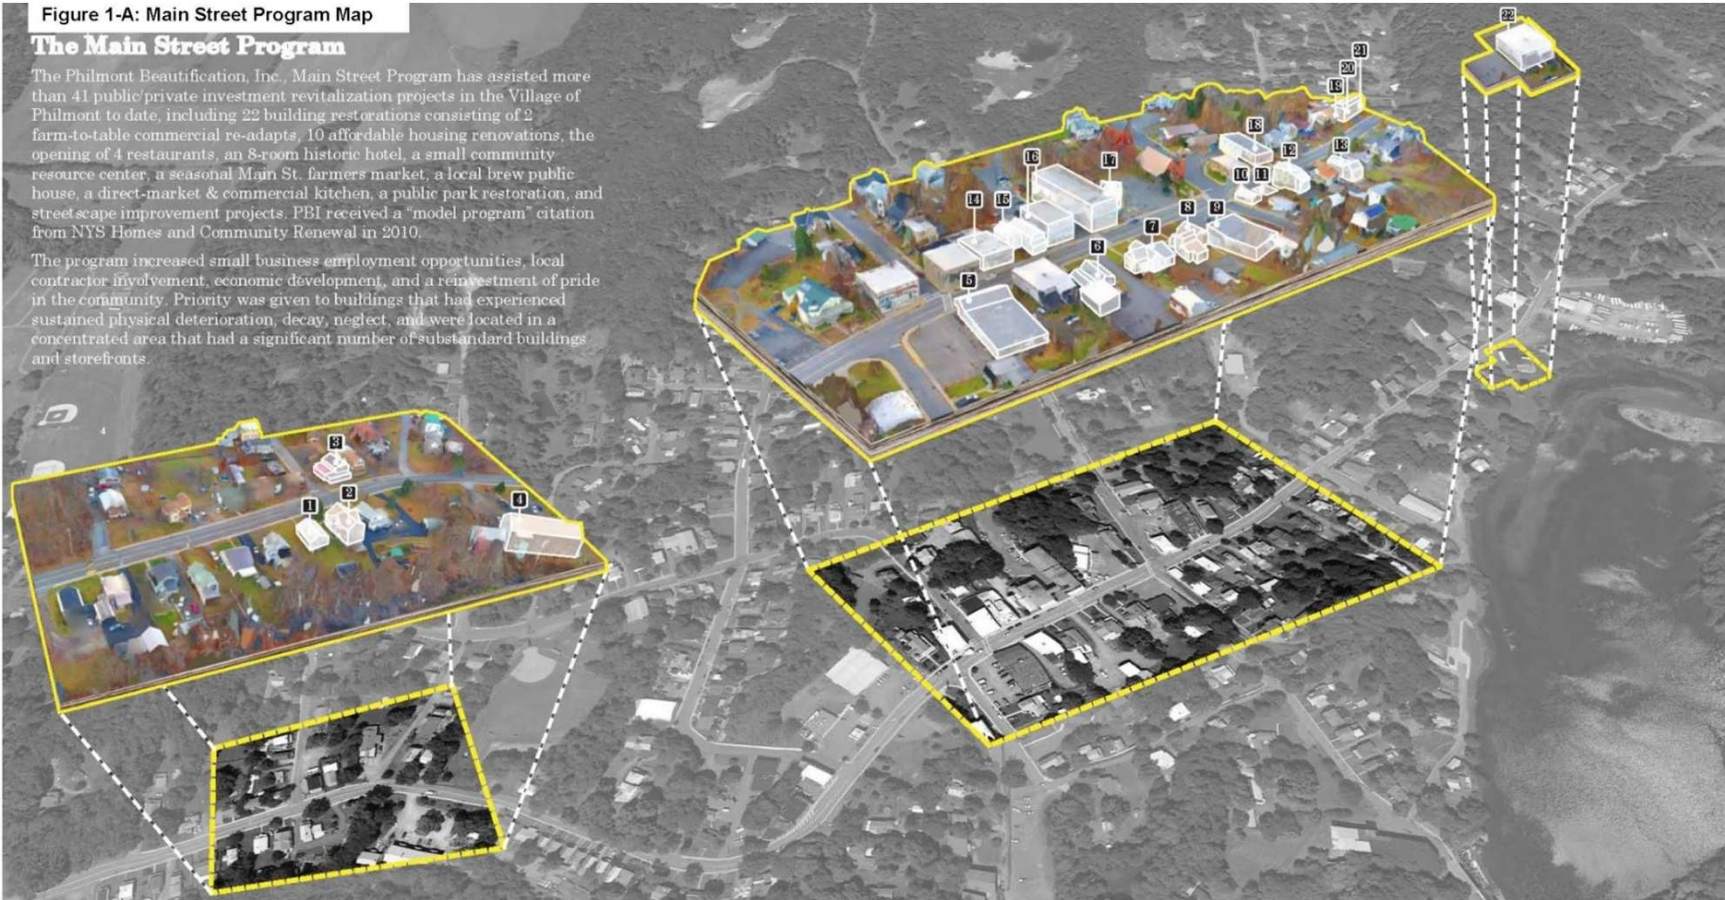 Figure 1-A: Main Street Program Map
The Main Street Program
The Philmont Beautification, Inc., Main Street Program has assisted more
than 41 public/private investment revitalization projects in the Village of
Philmont to date, including 22 building restorations consisting of 2
farm-to-table commercial re-adapts, 10 affordable housing renovations, the
opening of 4 restaurants, an 8-room historic hotel, a small community
resource center, a seasonal Main St. farmers market, a local brew public
house, a direct-market & commercial kitchen, a public park restoration, and
streetscape improvement projects. PBI received a “model program” citation
from NYS Homes and Community Renewal in 2010.
The program increased small business employment opportunities, local
contractor involvement, economic development, and a reinvestment of pride
in the community. Priority was given to buildings that had experienced
sustained physical deterioration, decay, neglect, and were located in a
concentrated area that had a significant number of substandard buildings
and storefronts.
22
21
20
19
18
17
16
15
14
13
12
10 11
9
8
7
6
5
4
3
2
1
4